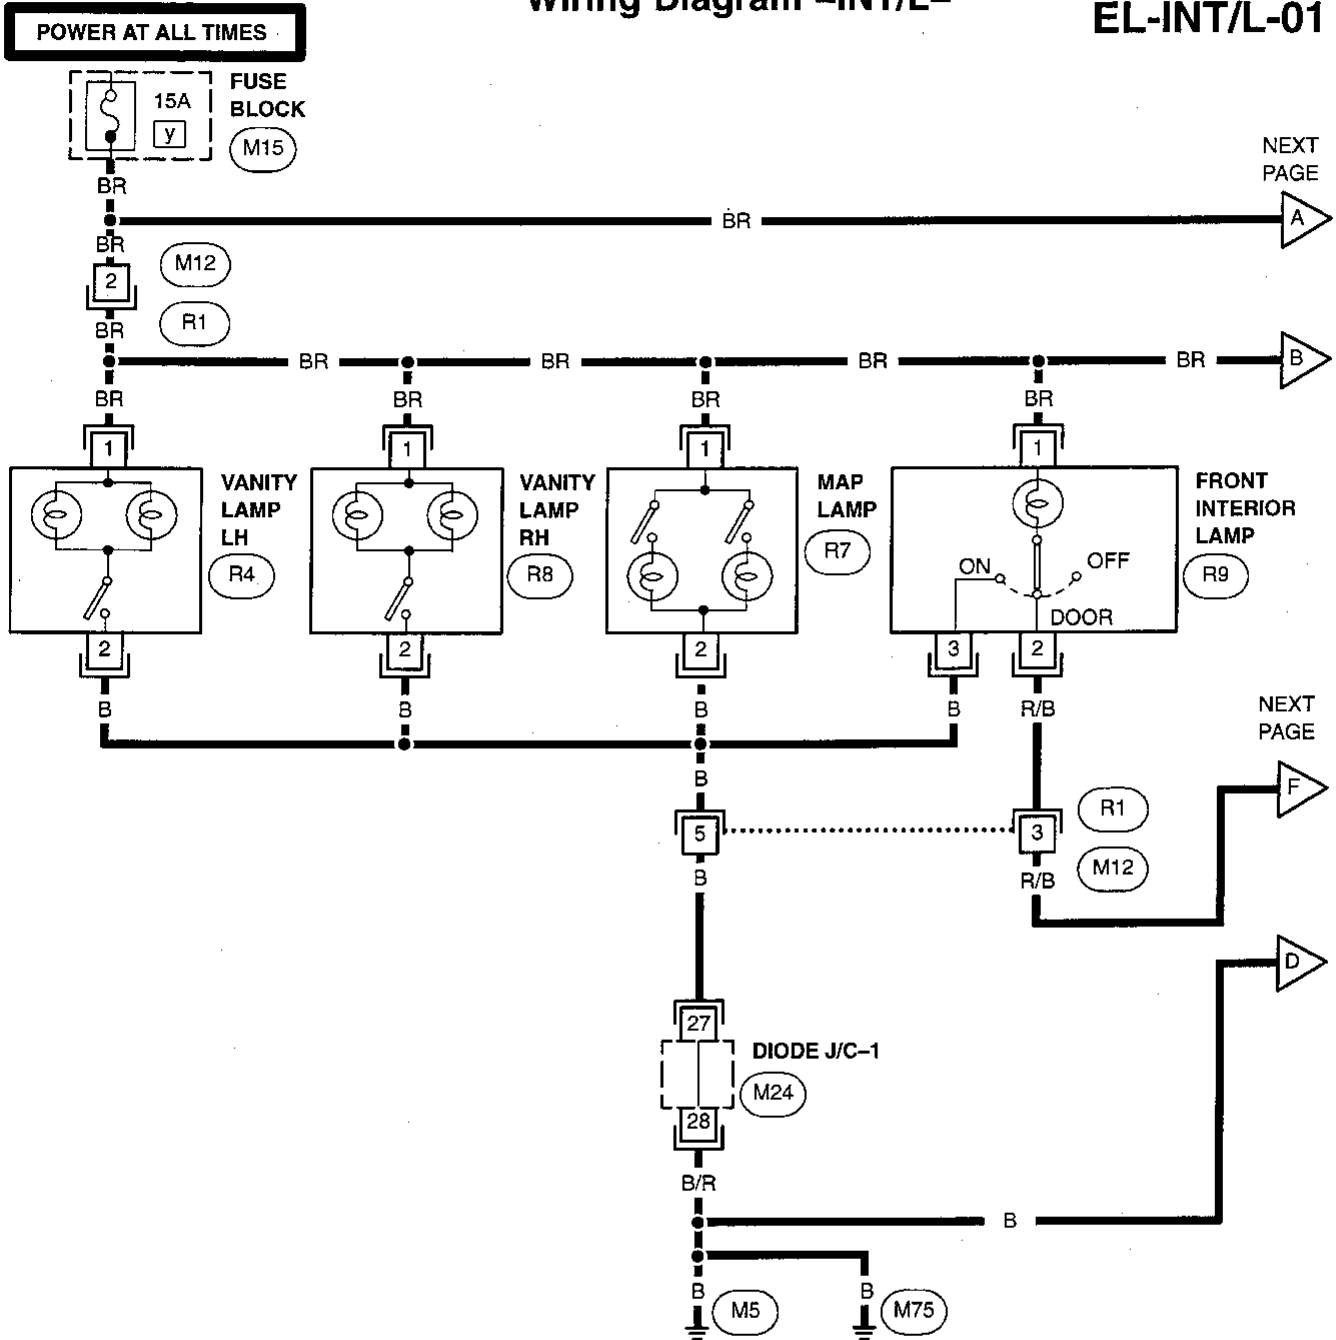 Wiring Diagram –INT/L–
EL-INT/L-01
POWER AT ALL TIMES
FUSE
BLOCK
15A
y
M15
NEXT
PAGE
BR
BR
A
BR
M12
2
R1
BR
BR
BR
BR
BR
B
BR
BR
BR
BR
1
1
1
1
VANITY
LAMP
LH
R4
VANITY
LAMP
RH
R8
MAP
LAMP
R7
FRONT
INTERIOR
LAMP
R9
ON
OFF
DOOR
2
2
2
3
2
B
B
B
B
R/B
NEXT
PAGE
B
F
R1
5
3
M12
B
R/B
D
27
DIODE J/C–1
M24
28
B/R
B
B
M5
B
M75